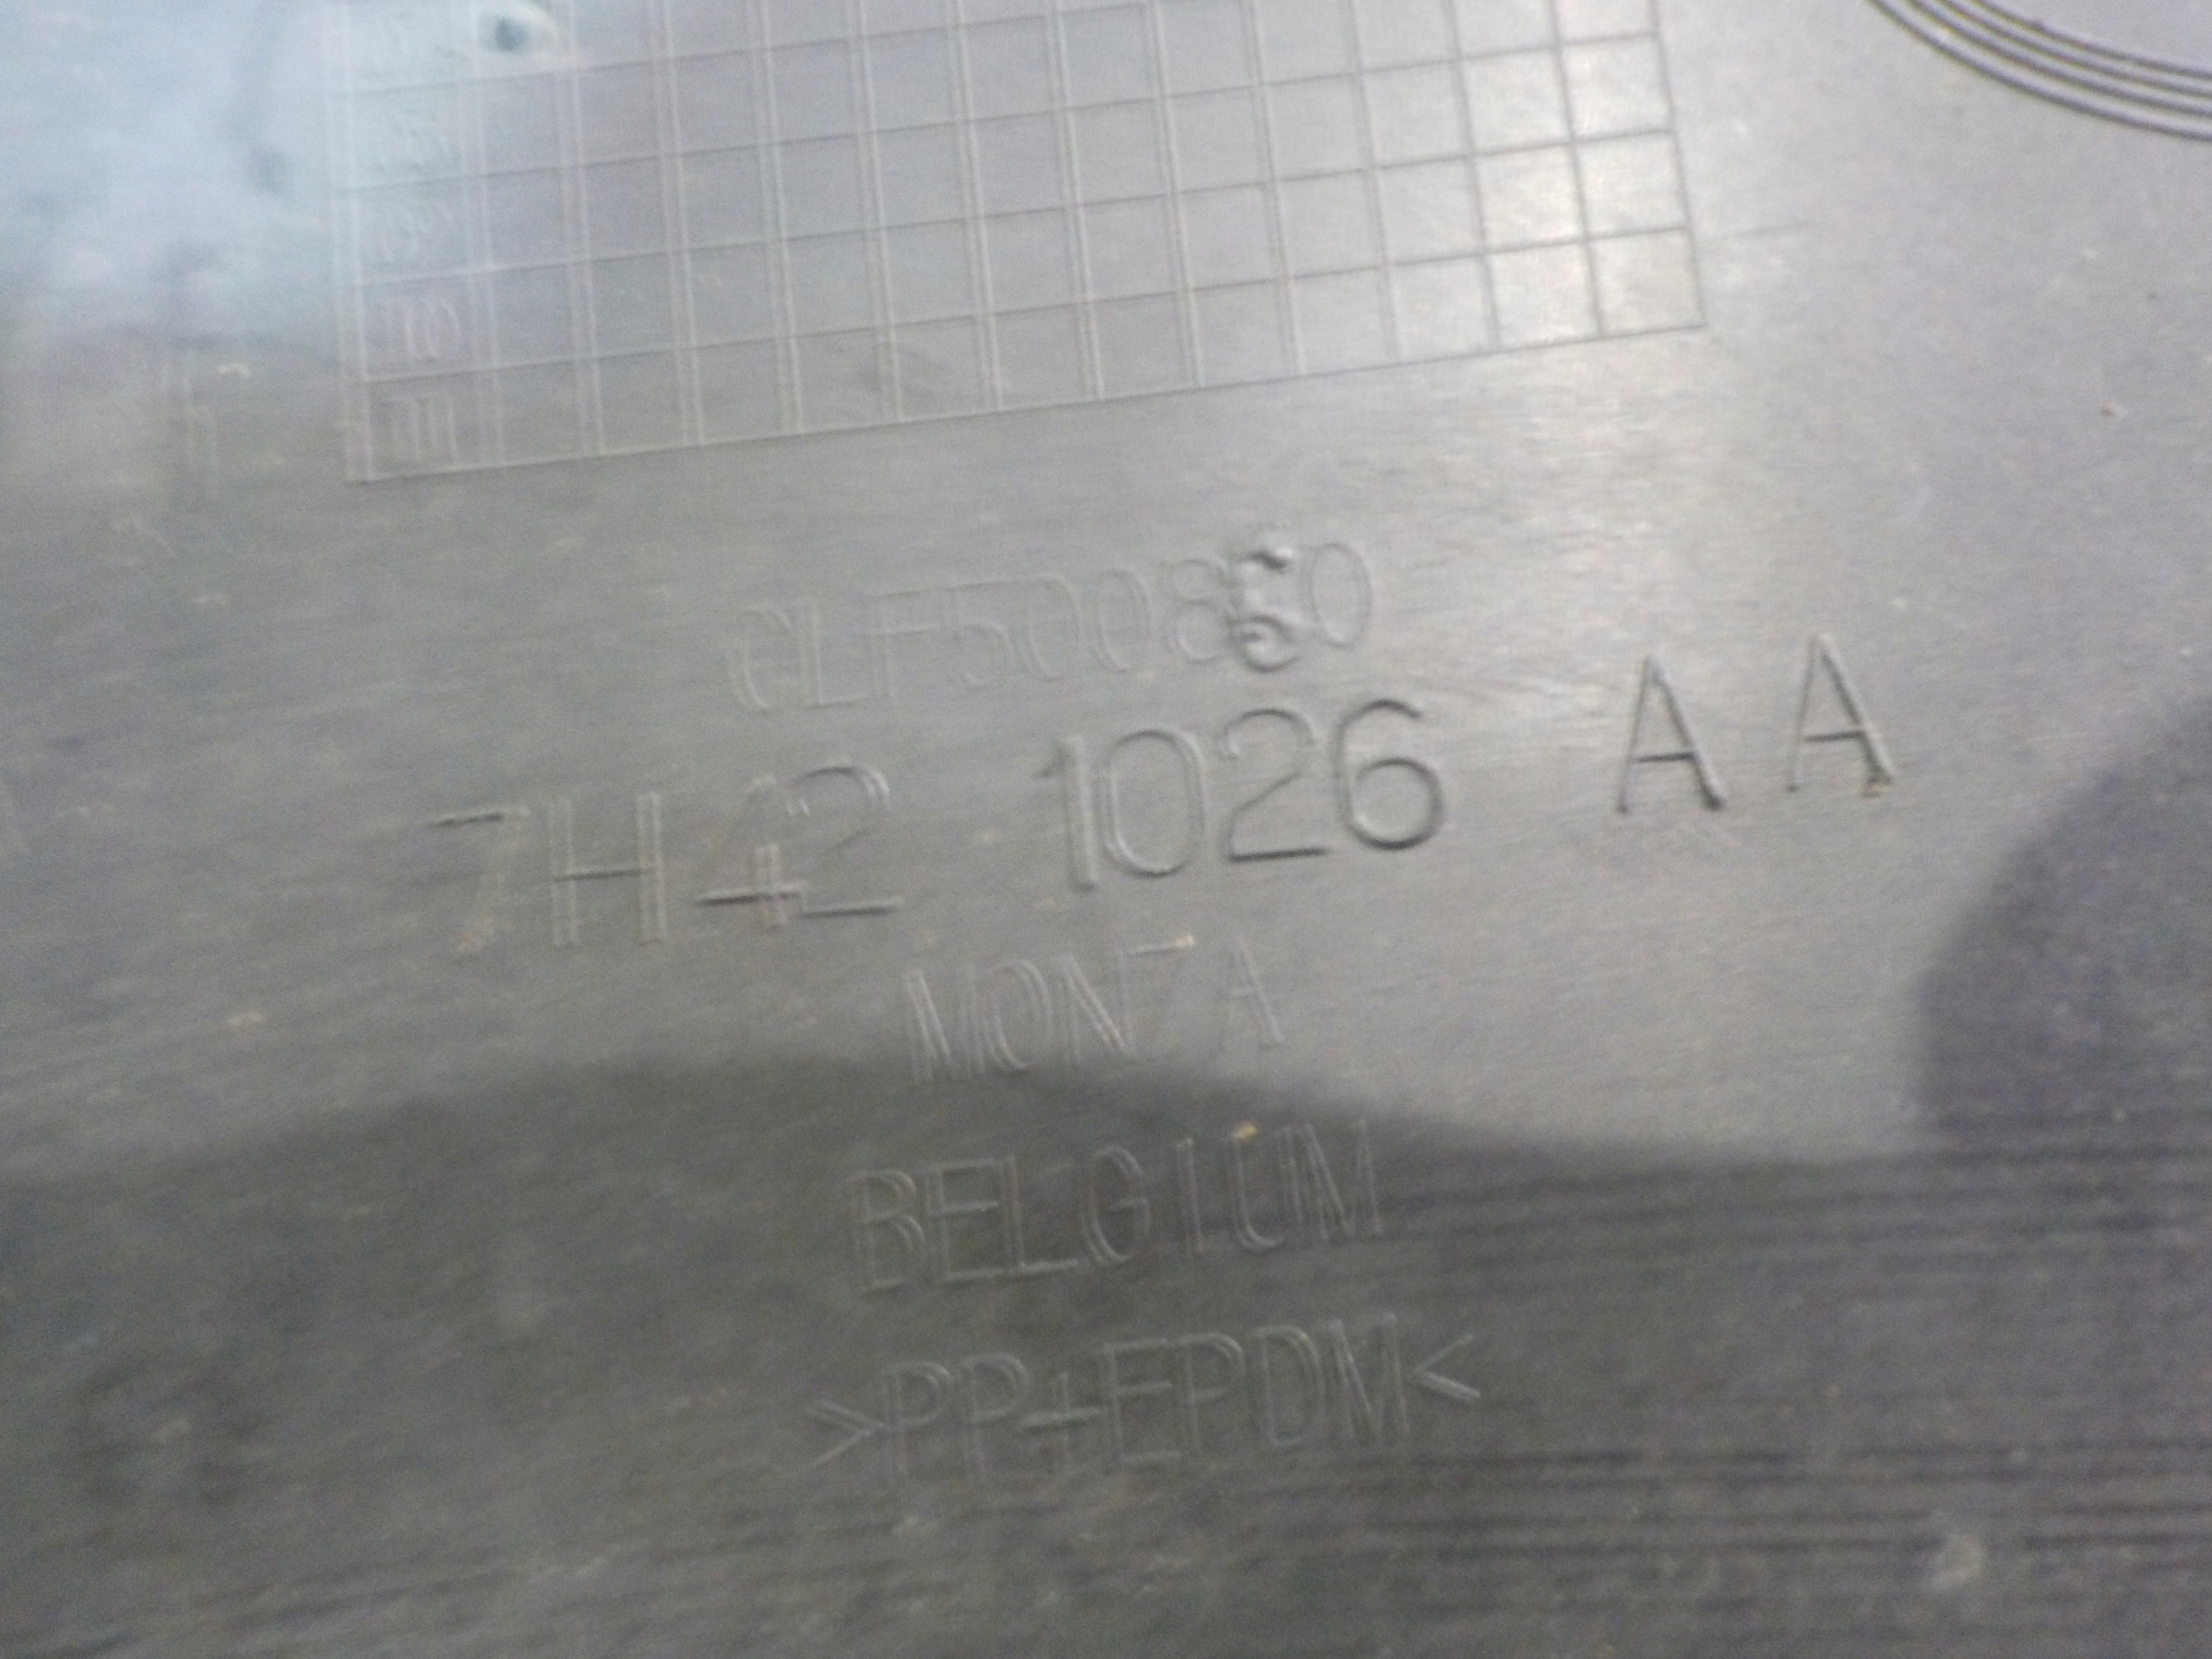 7H42 1026 AA
MONZA
BELGIUM
>PP+EPDM<